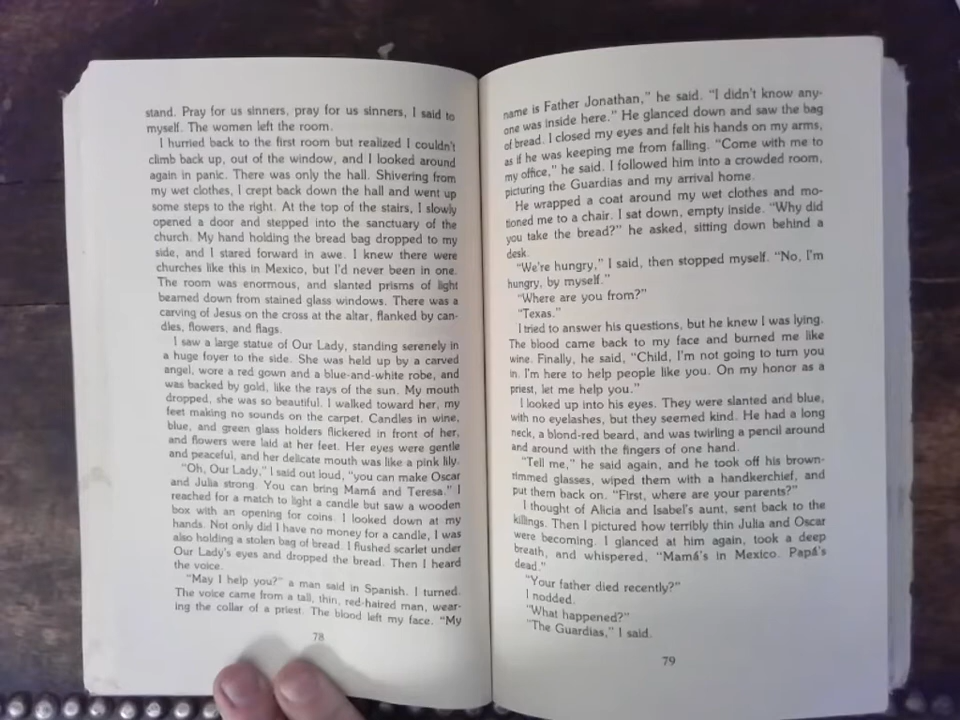 stand. Pray for us sinners, pray for us sinners, I said to
myself. The women left the room.
I hurried back to the first room but realized I couldn't
climb back up, out of the window, and I looked around
again in panic. There was only the hall. Shivering from
my wet clothes, I crept back down the hall and went up
some steps to the right. At the top of the stairs, I slowly
opened a door and stepped into the sanctuary of the
church. My hand holding the bread bag dropped to my
side, and I stared forward in awe. I knew there were
churches like this in Mexico, but I'd never been in one.
The room was enormous, and slanted prisms of light
beamed down from stained glass windows. There was a
carving of Jesus on the cross at the altar, flanked by can-
dles, flowers, and flags.
I saw a large statue of Our Lady, standing serenely in
a huge foyer to the side. She was held up by a carved
angel, wore a red gown and a blue-and-white robe, and
was backed by gold, like the rays of the sun. My mouth
dropped, she was so beautiful. I walked toward her, my
feet making no sounds on the carpet. Candles in wine,
blue, and green glass holders flickered in front of her,
and flowers were laid at her feet. Her eyes were gentle
and peaceful, and her delicate mouth was like a pink lily.
"Oh, Our Lady," I said out loud, "you can make Oscar
and Julia strong. You can bring Mamá and Teresa." I
reached for a match to light a candle but saw a wooden
box with an opening for coins. I looked down at my
hands. Not only did I have no money for a candle, I was
also holding a stolen bag of bread. I flushed scarlet under
Our Lady's eyes and dropped the bread. Then I heard
the voice.
"May I help you?" a man said in Spanish. I turned.
The voice came from a tall, thin, red-haired man, wear-
ing the collar of a priest. The blood left my face. "My
78
name is Father Jonathan," he said. "I didn't know any-
one was inside here." He glanced down and saw the bag
of bread. I closed my eyes and felt his hands on my arms,
as if he was keeping me from falling. "Come with me to
my office," he said. I followed him into a crowded room,
picturing the Guardias and my arrival home.
He wrapped a coat around my wet clothes and mo-
tioned me to a chair. I sat down, empty inside. "Why did
you take the bread?" he asked, sitting down behind a
desk.
"We're hungry," I said, then stopped myself. "No, I'm
hungry, by myself."
"Where are you from?"
"Texas."
I tried to answer his questions, but he knew I was lying.
The blood came back to my face and burned me like
wine. Finally, he said, "Child, I'm not going to turn you
in. I'm here to help people like you. On my honor as a
priest, let me help you."
I looked up into his eyes. They were slanted and blue,
with no eyelashes, but they seemed kind. He had a long
neck, a blond-red beard, and was twirling a pencil around
and around with the fingers of one hand.
"Tell me," he said again, and he took off his brown-
rimmed glasses, wiped them with a handkerchief, and
put them back on. "First, where are your parents?"
I thought of Alicia and Isabel's aunt, sent back to the
killings. Then I pictured how terribly thin Julia and Oscar
were becoming. I glanced at him again, took a deep
breath, and whispered, "Mamá's in Mexico. Papá's
dead."
"Your father died recently?"
I nodded.
"What happened?"
"The Guardias," I said.
79